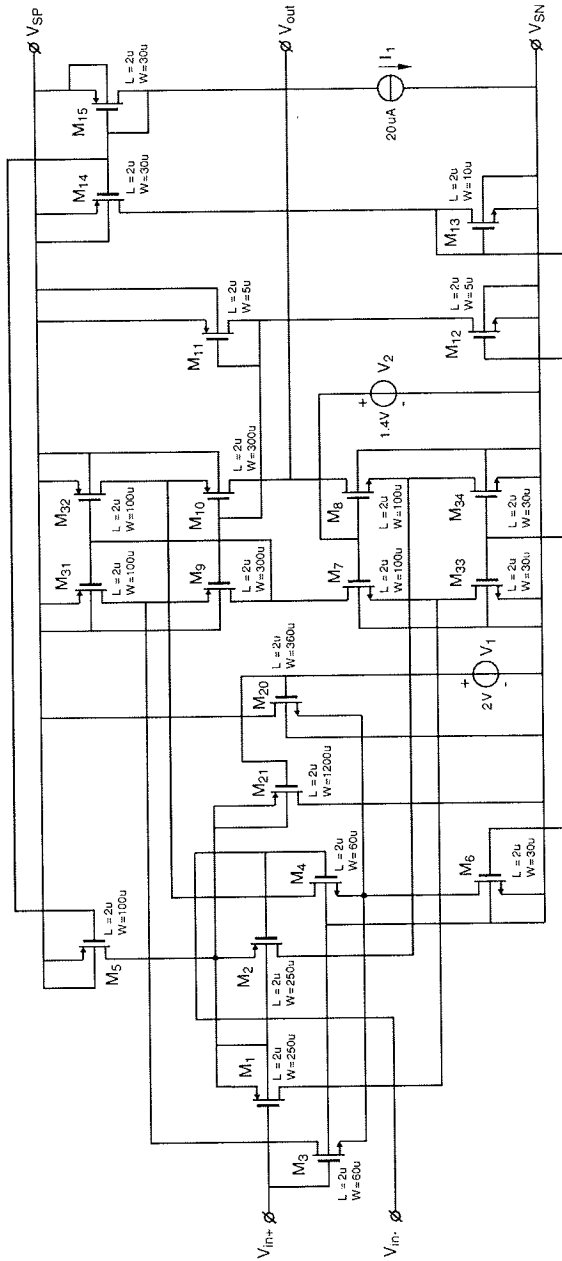 V_in+
V_in-
M3
L=2u
W=60u
M1
L=2u
W=250u
M2
L=2u
W=250u
M4
L=2u
W=60u
M5
L=2u
W=100u
M6
L=2u
W=30u
M21
L=2u
W=1200u
M20
L=2u
W=360u
2V
+
-
V1
M31
L=2u
W=100u
M32
L=2u
W=100u
M9
L=2u
W=300u
M10
L=2u
W=300u
M7
L=2u
W=100u
M8
L=2u
W=100u
M33
L=2u
W=30u
M34
L=2u
W=30u
1.4V
+
-
V2
M11
L=2u
W=5u
M12
L=2u
W=5u
M14
L=2u
W=30u
M13
L=2u
W=10u
M15
L=2u
W=30u
20uA
I1
V_SP
V_out
V_SN